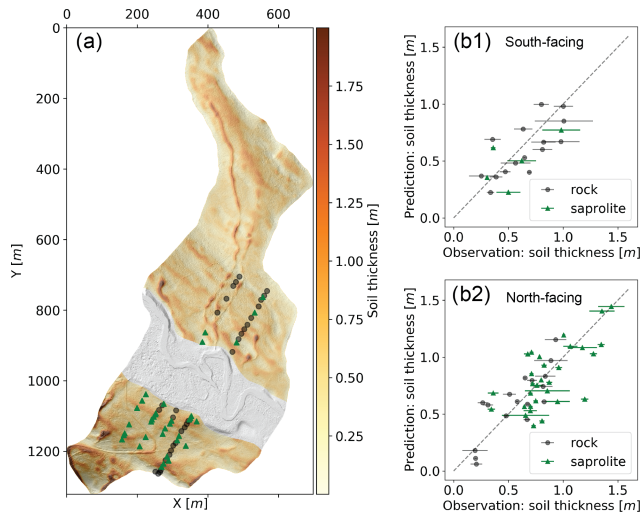 0 200 400 600
0
(a)
200
400
600
800
1000
1200
Y [m]
X [m]
1.75
1.50
1.25
1.00
0.75
0.50
0.25
Soil thickness [m]
(b1) South-facing
1.5
1.0
0.5
0.0
Prediction: soil thickness [m]
rock
saprolite
0.0 0.5 1.0 1.5
Observation: soil thickness [m]
(b2) North-facing
1.5
1.0
0.5
0.0
Prediction: soil thickness [m]
rock
saprolite
0.0 0.5 1.0 1.5
Observation: soil thickness [m]